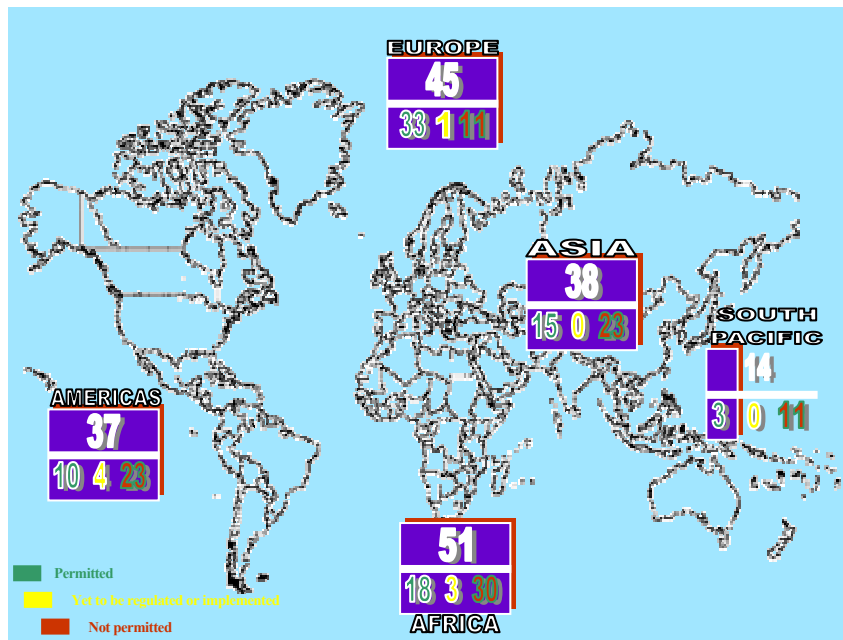 EUROPE
45
33 1 11
ASIA
38
15 0 23
SOUTH
PACIFIC
14
3 0 11
AMERICAS
37
10 4 23
51
18 3 30
AFRICA
Permitted
Yet to be regulated or implemented
Not permitted